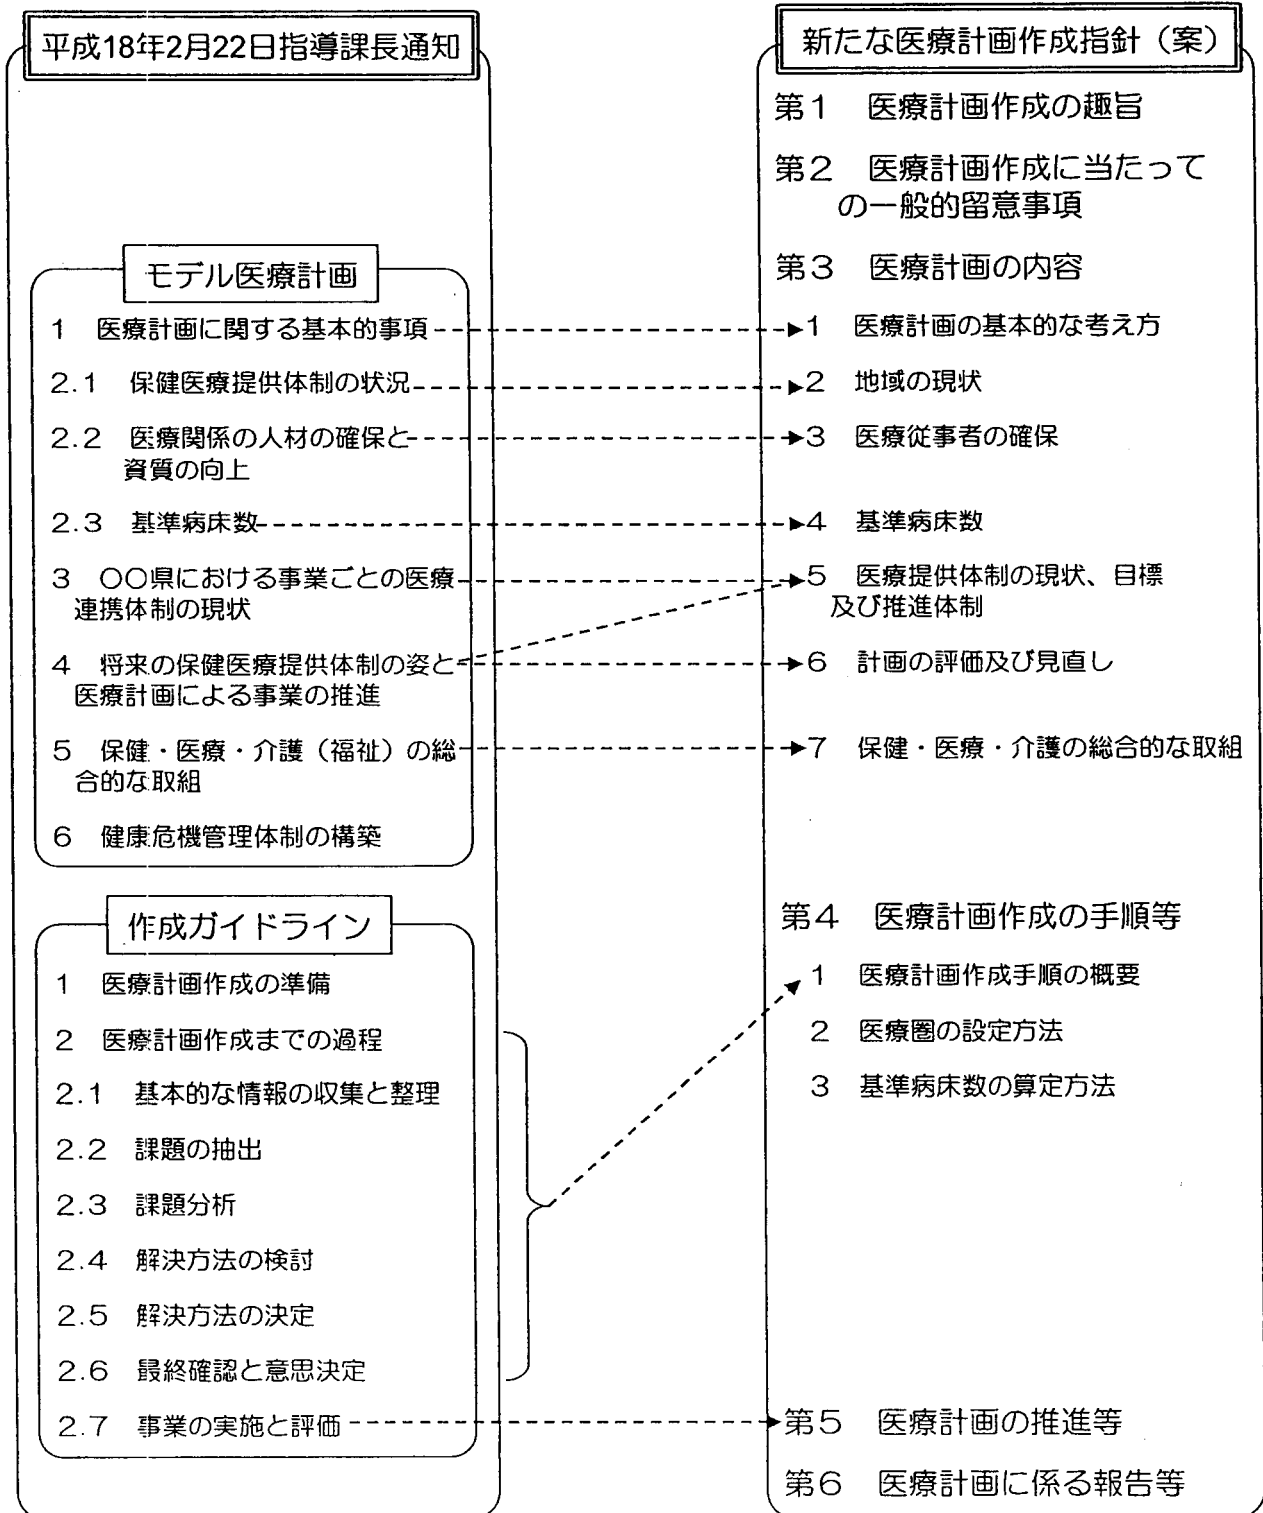 平成18年2月22日指導課長通知
モデル医療計画
1 医療計画に関する基本的事項
2.1 保健医療提供体制の状況
2.2 医療関係の人材の確保と
資質の向上
2.3 基準病床数
3 〇〇県における事業ごとの医療
連携体制の現状
4 将来の保健医療提供体制の姿と
医療計画による事業の推進
5 保健・医療・介護（福祉）の総
合的な取組
6 健康危機管理体制の構築
作成ガイドライン
1 医療計画作成の準備
2 医療計画作成までの過程
2.1 基本的な情報の収集と整理
2.2 課題の抽出
2.3 課題分析
2.4 解決方法の検討
2.5 解決方法の決定
2.6 最終確認と意思決定
2.7 事業の実施と評価
新たな医療計画作成指針（案）
第1 医療計画作成の趣旨
第2 医療計画作成に当たって
の一般的留意事項
第3 医療計画の内容
1 医療計画の基本的な考え方
2 地域の現状
3 医療従事者の確保
4 基準病床数
5 医療提供体制の現状、目標
及び推進体制
6 計画の評価及び見直し
7 保健・医療・介護の総合的な取組
第4 医療計画作成の手順等
1 医療計画作成手順の概要
2 医療圏の設定方法
3 基準病床数の算定方法
第5 医療計画の推進等
第6 医療計画に係る報告等